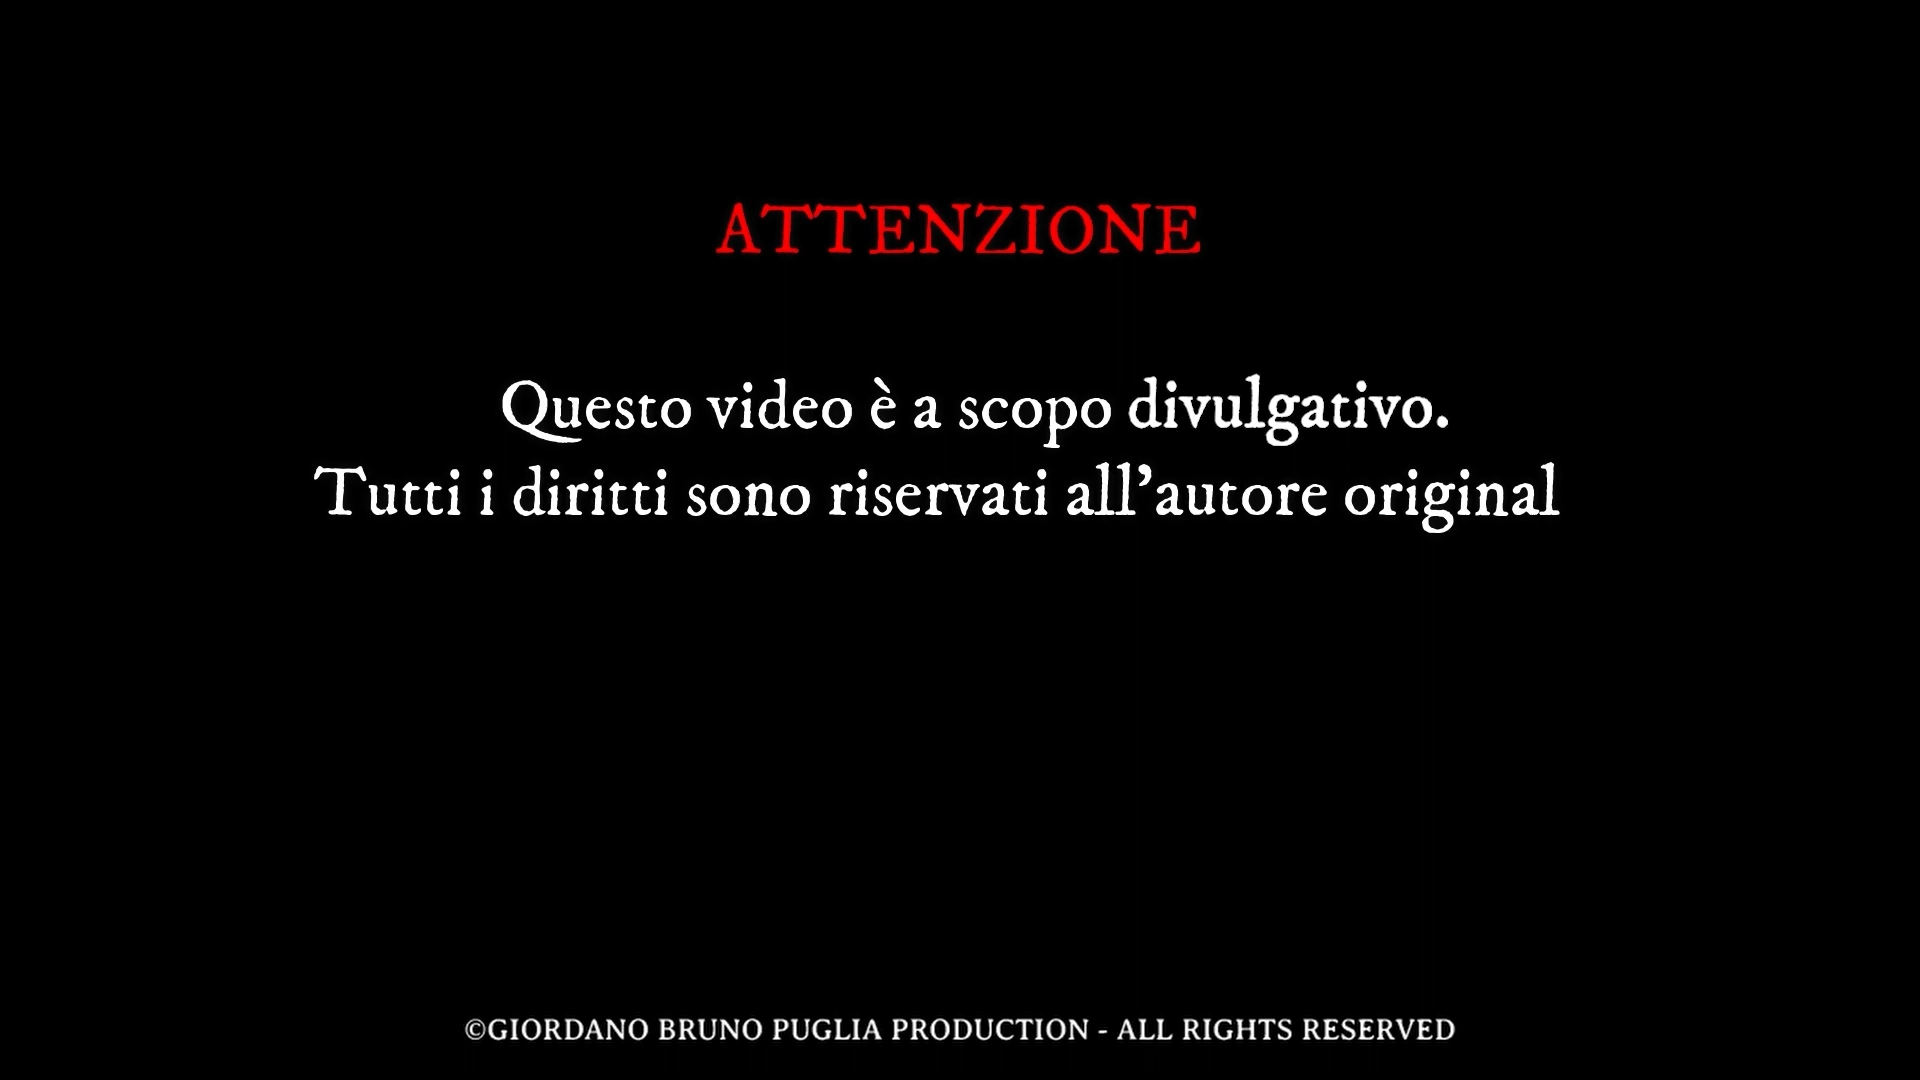 ATTENZIONE
Questo video è a scopo divulgativo.
Tutti i diritti sono riservati all'autore original
©GIORDANO BRUNO PUGLIA PRODUCTION - ALL RIGHTS RESERVED